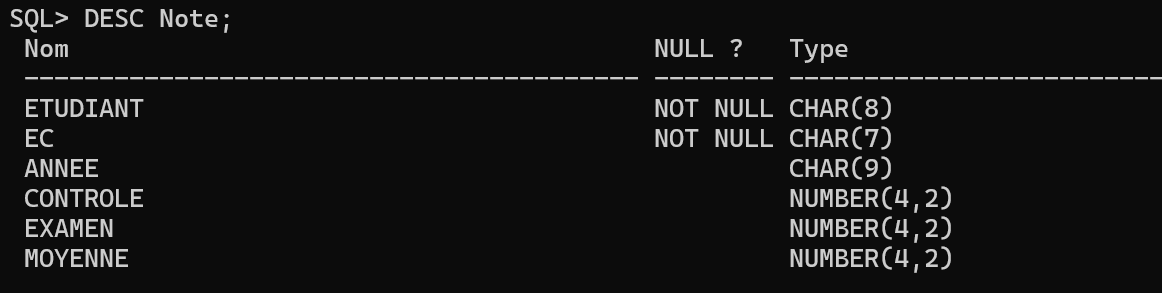 SQL> DESC Note;
Nom NULL ? Type
----------------------------------------- -------- --------------------------
ETUDIANT NOT NULL CHAR(8)
EC NOT NULL CHAR(7)
ANNEE CHAR(9)
CONTROLE NUMBER(4,2)
EXAMEN NUMBER(4,2)
MOYENNE NUMBER(4,2)